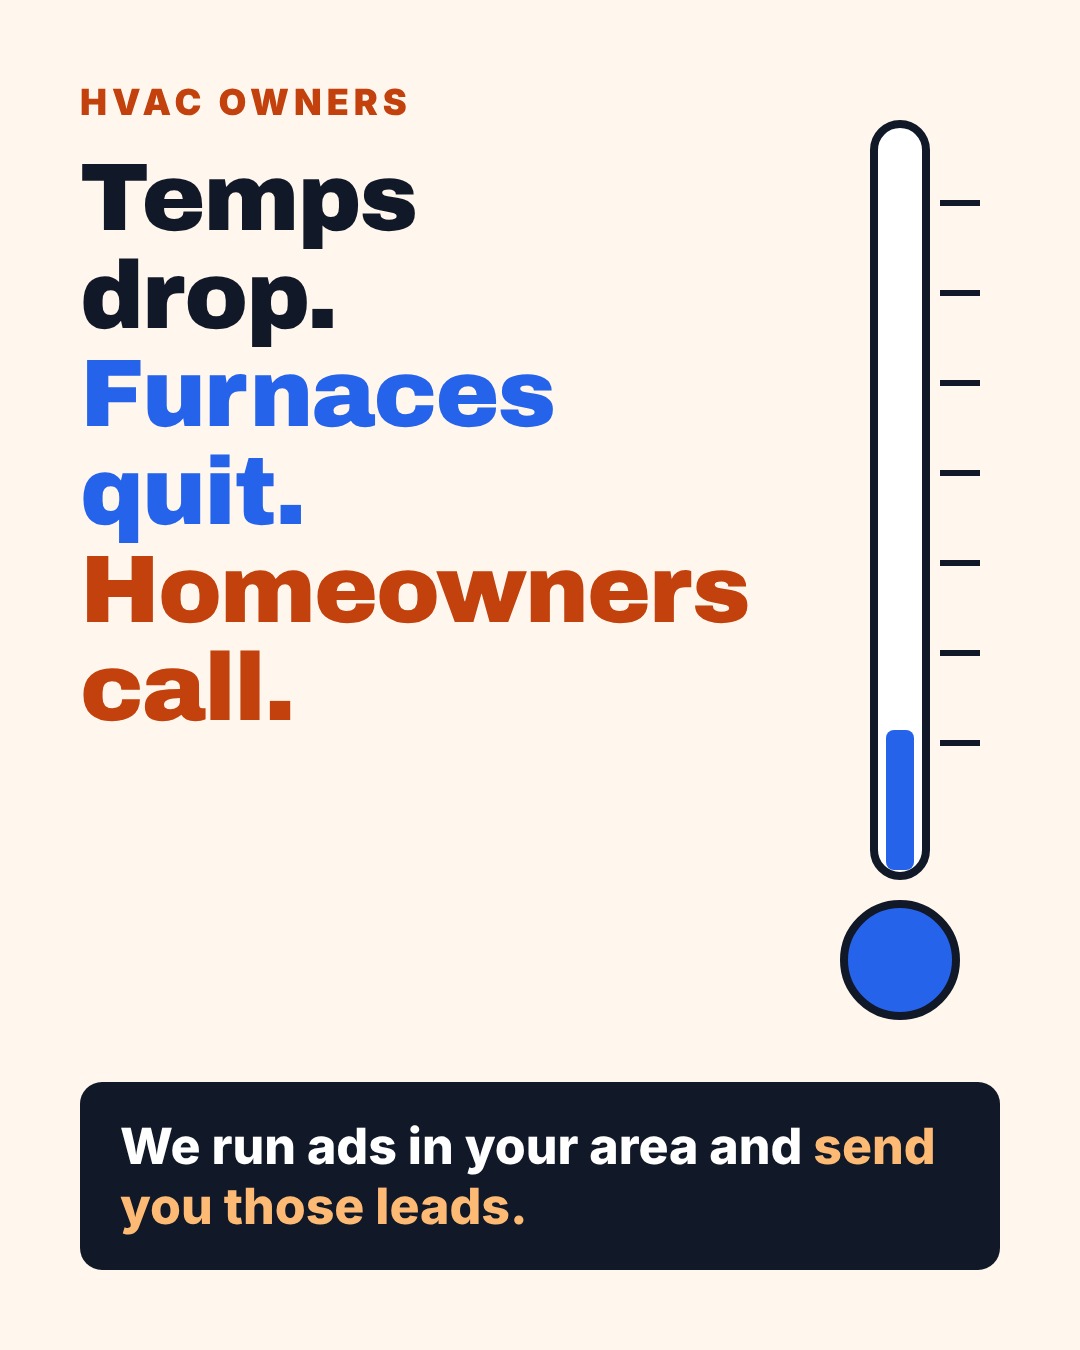 HVAC OWNERS
Temps
drop.
Furnaces
quit.
Homeowners
call.
We run ads in your area and send
you those leads.